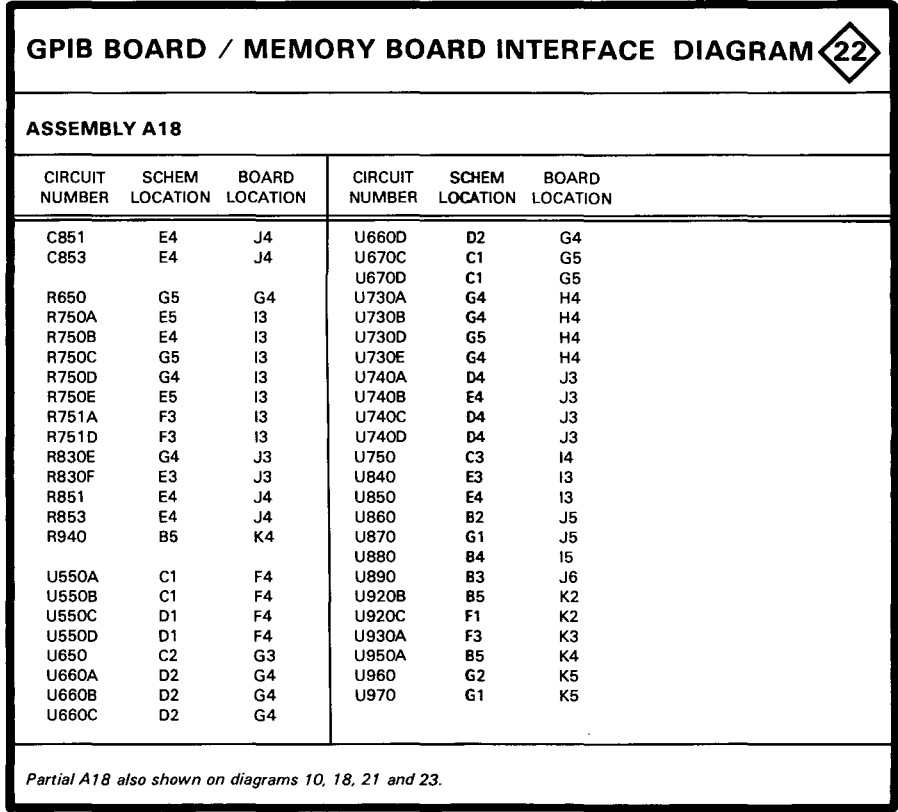 GPIB BOARD / MEMORY BOARD INTERFACE DIAGRAM 22
ASSEMBLY A18
CIRCUIT SCHEM BOARD
NUMBER LOCATION LOCATION
C851 E4 J4
C853 E4 J4
R650 G5 G4
R750A E5 I3
R750B E4 I3
R750C G5 I3
R750D G4 I3
R750E E5 I3
R751A F3 I3
R751D F3 I3
R830E G4 J3
R830F E3 J3
R851 E4 J4
R853 E4 J4
R940 B5 K4
U550A C1 F4
U550B C1 F4
U550C D1 F4
U550D D1 F4
U650 C2 G3
U660A D2 G4
U660B D2 G4
U660C D2 G4
CIRCUIT SCHEM BOARD
NUMBER LOCATION LOCATION
U660D D2 G4
U670C C1 G5
U670D C1 G5
U730A G4 H4
U730B G4 H4
U730D G5 H4
U730E G4 H4
U740A D4 J3
U740B E4 J3
U740C D4 J3
U740D D4 J3
U750 C3 I4
U840 E3 I3
U850 E4 I3
U860 B2 J5
U870 G1 J5
U880 B4 I5
U890 B3 J6
U920B B5 K2
U920C F1 K2
U930A F3 K3
U950A B5 K4
U960 G2 K5
U970 G1 K5
Partial A18 also shown on diagrams 10, 18, 21 and 23.